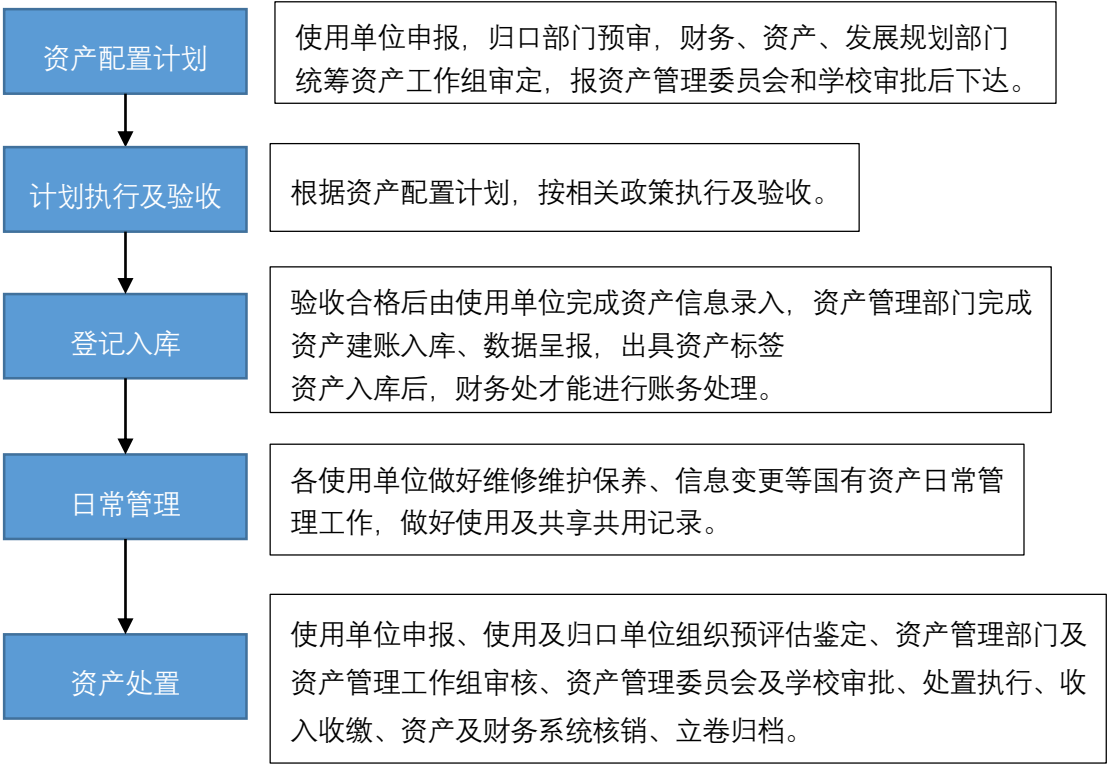 资产配置计划
使用单位申报，归口部门预审，财务、资产、发展规划部门
统筹资产工作组审定，报资产管理委员会和学校审批后下达。
计划执行及验收
根据资产配置计划，按相关政策执行及验收。
登记入库
验收合格后由使用单位完成资产信息录入，资产管理部门完成
资产建账入库、数据呈报，出具资产标签
资产入库后，财务处才能进行账务处理。
日常管理
各使用单位做好维修维护保养、信息变更等国有资产日常管
理工作，做好使用及共享共用记录。
资产处置
使用单位申报、使用及归口单位组织预评估鉴定、资产管理部门及
资产管理工作组审核、资产管理委员会及学校审批、处置执行、收
入收缴、资产及财务系统核销、立卷归档。